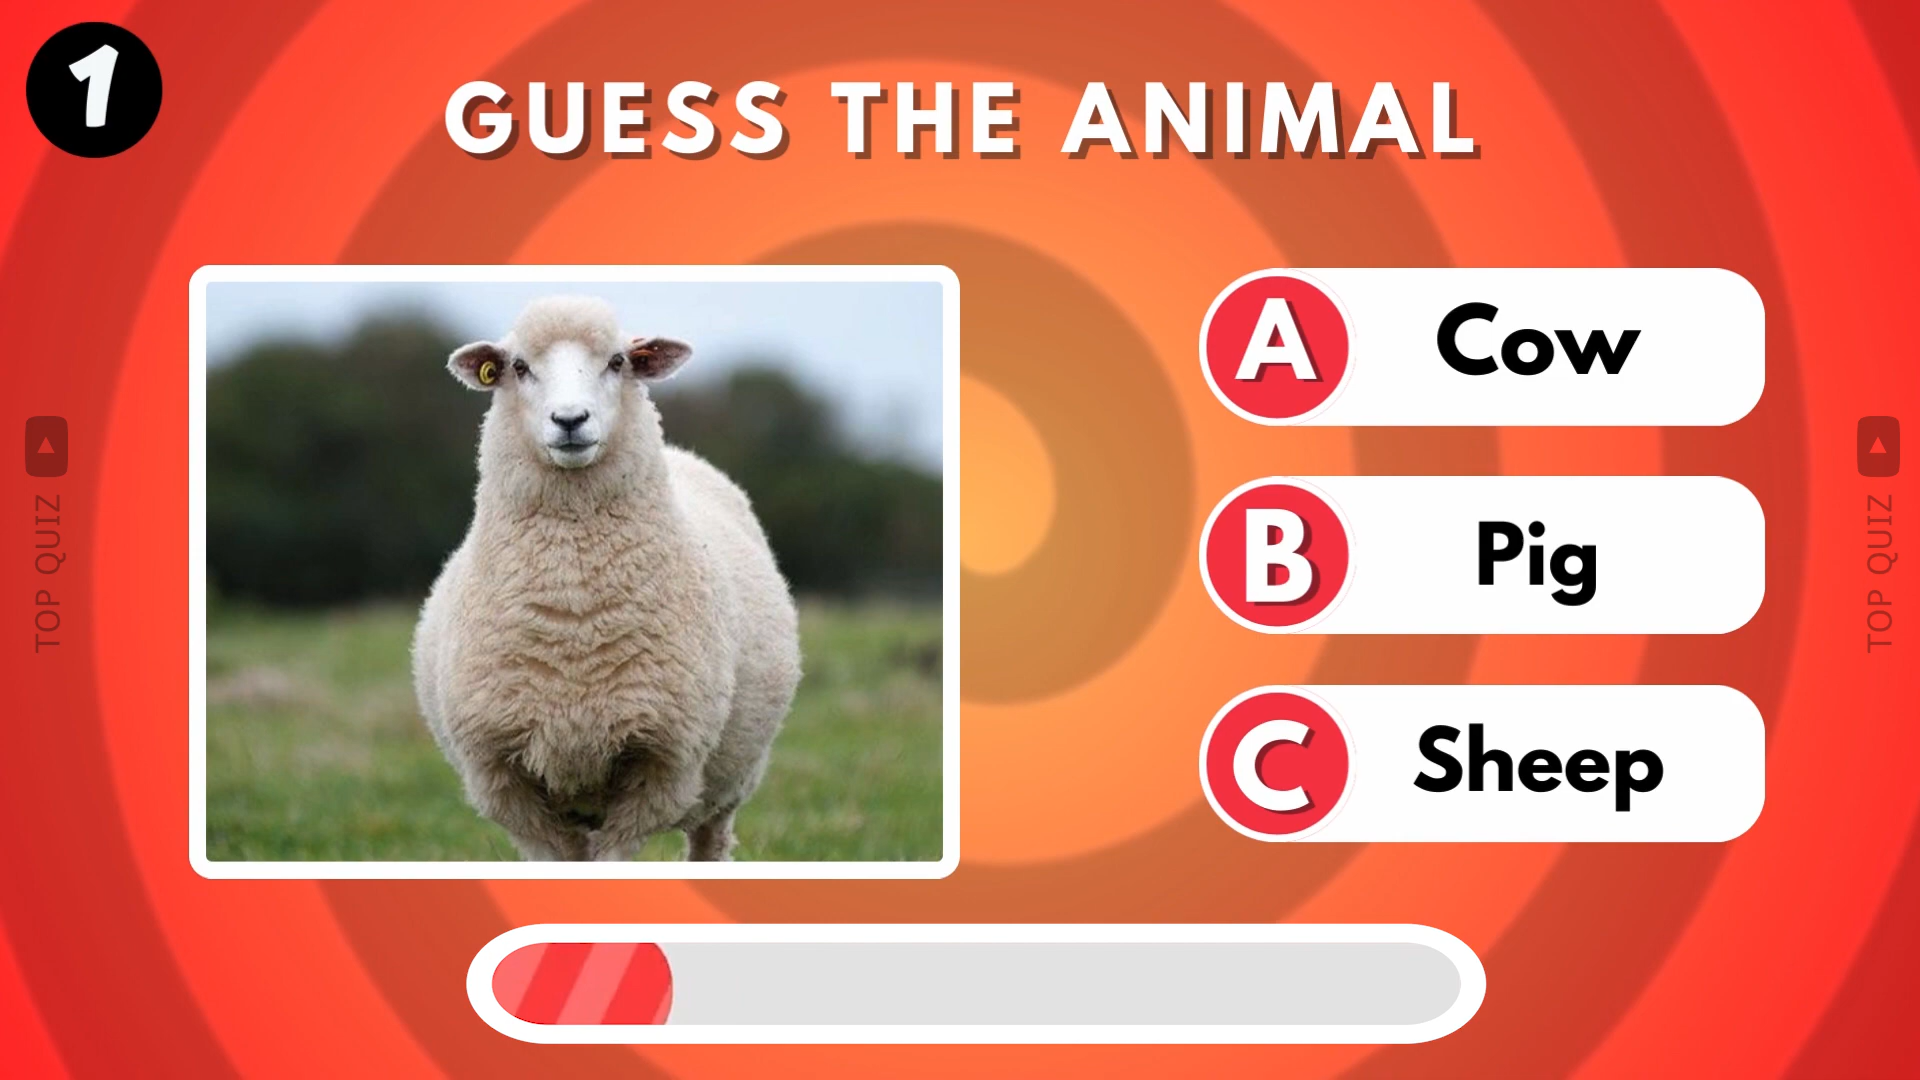 1
GUESS THE ANIMAL
A Cow
B Pig
C Sheep
TOP QUIZ
TOP QUIZ